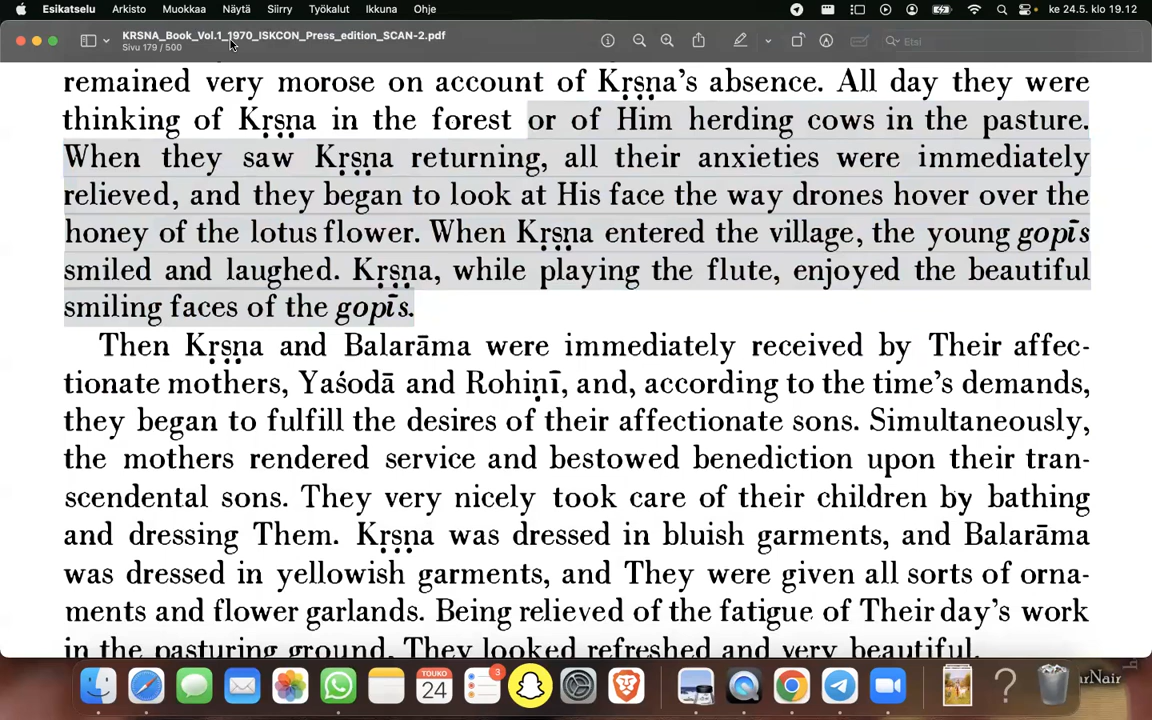 Esikatselu Arkisto Muokkaa Näytä Siirry Työkalut Ikkuna Ohje ke 24.5. klo 19.12
KRSNA_Book_Vol.1_1970_ISKCON_Press_edition_SCAN-2.pdf
Sivu 179 / 500
Etsi
remained very morose on account of Kṛṣṇa's absence. All day they were
thinking of Kṛṣṇa in the forest or of Him herding cows in the pasture.
When they saw Kṛṣṇa returning, all their anxieties were immediately
relieved, and they began to look at His face the way drones hover over the
honey of the lotus flower. When Kṛṣṇa entered the village, the young gopīs
smiled and laughed. Kṛṣṇa, while playing the flute, enjoyed the beautiful
smiling faces of the gopīs.
Then Kṛṣṇa and Balarāma were immediately received by Their affec-
tionate mothers, Yaśodā and Rohiṇī, and, according to the time's demands,
they began to fulfill the desires of their affectionate sons. Simultaneously,
the mothers rendered service and bestowed benediction upon their tran-
scendental sons. They very nicely took care of their children by bathing
and dressing Them. Kṛṣṇa was dressed in bluish garments, and Balarāma
was dressed in yellowish garments, and They were given all sorts of orna-
ments and flower garlands. Being relieved of the fatigue of Their day's work
in the pasturing ground, They looked refreshed and very beautiful.
TOUKO
24
3